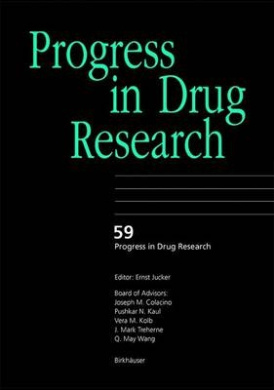 Progress
in Drug
Research
59
Progress in Drug Research
Editor: Ernst Jucker
Board of Advisors:
Joseph M. Colacino
Pushkar N. Kaul
Vera M. Kolb
J. Mark Treherne
Q. May Wang
Birkhäuser